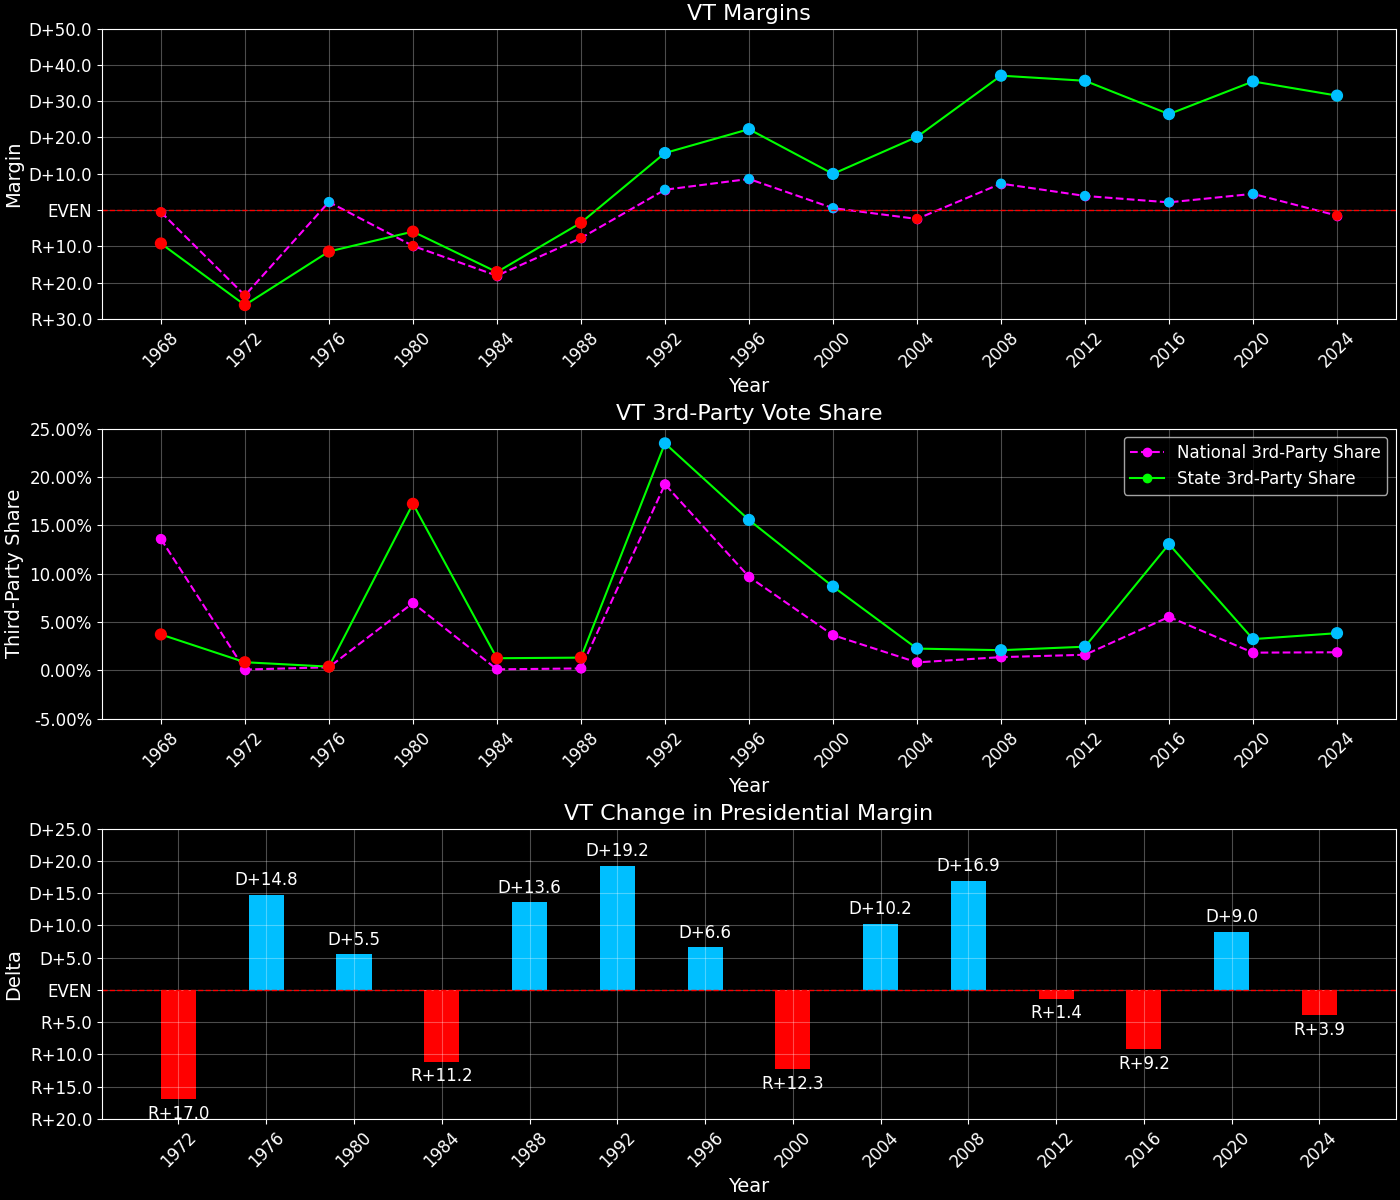 VT Margins
D+50.0
D+40.0
D+30.0
D+20.0
D+10.0
EVEN
R+10.0
R+20.0
R+30.0
Margin
1968 1972 1976 1980 1984 1988 1992 1996 2000 2004 2008 2012 2016 2020 2024
Year
VT 3rd-Party Vote Share
25.00%
20.00%
15.00%
10.00%
5.00%
0.00%
-5.00%
Third-Party Share
National 3rd-Party Share
State 3rd-Party Share
1968 1972 1976 1980 1984 1988 1992 1996 2000 2004 2008 2012 2016 2020 2024
Year
VT Change in Presidential Margin
D+25.0
D+20.0
D+15.0
D+10.0
D+5.0
EVEN
R+5.0
R+10.0
R+15.0
R+20.0
Delta
R+17.0
D+14.8
D+5.5
R+11.2
D+13.6
D+19.2
D+6.6
R+12.3
D+10.2
D+16.9
R+1.4
R+9.2
D+9.0
R+3.9
1972 1976 1980 1984 1988 1992 1996 2000 2004 2008 2012 2016 2020 2024
Year